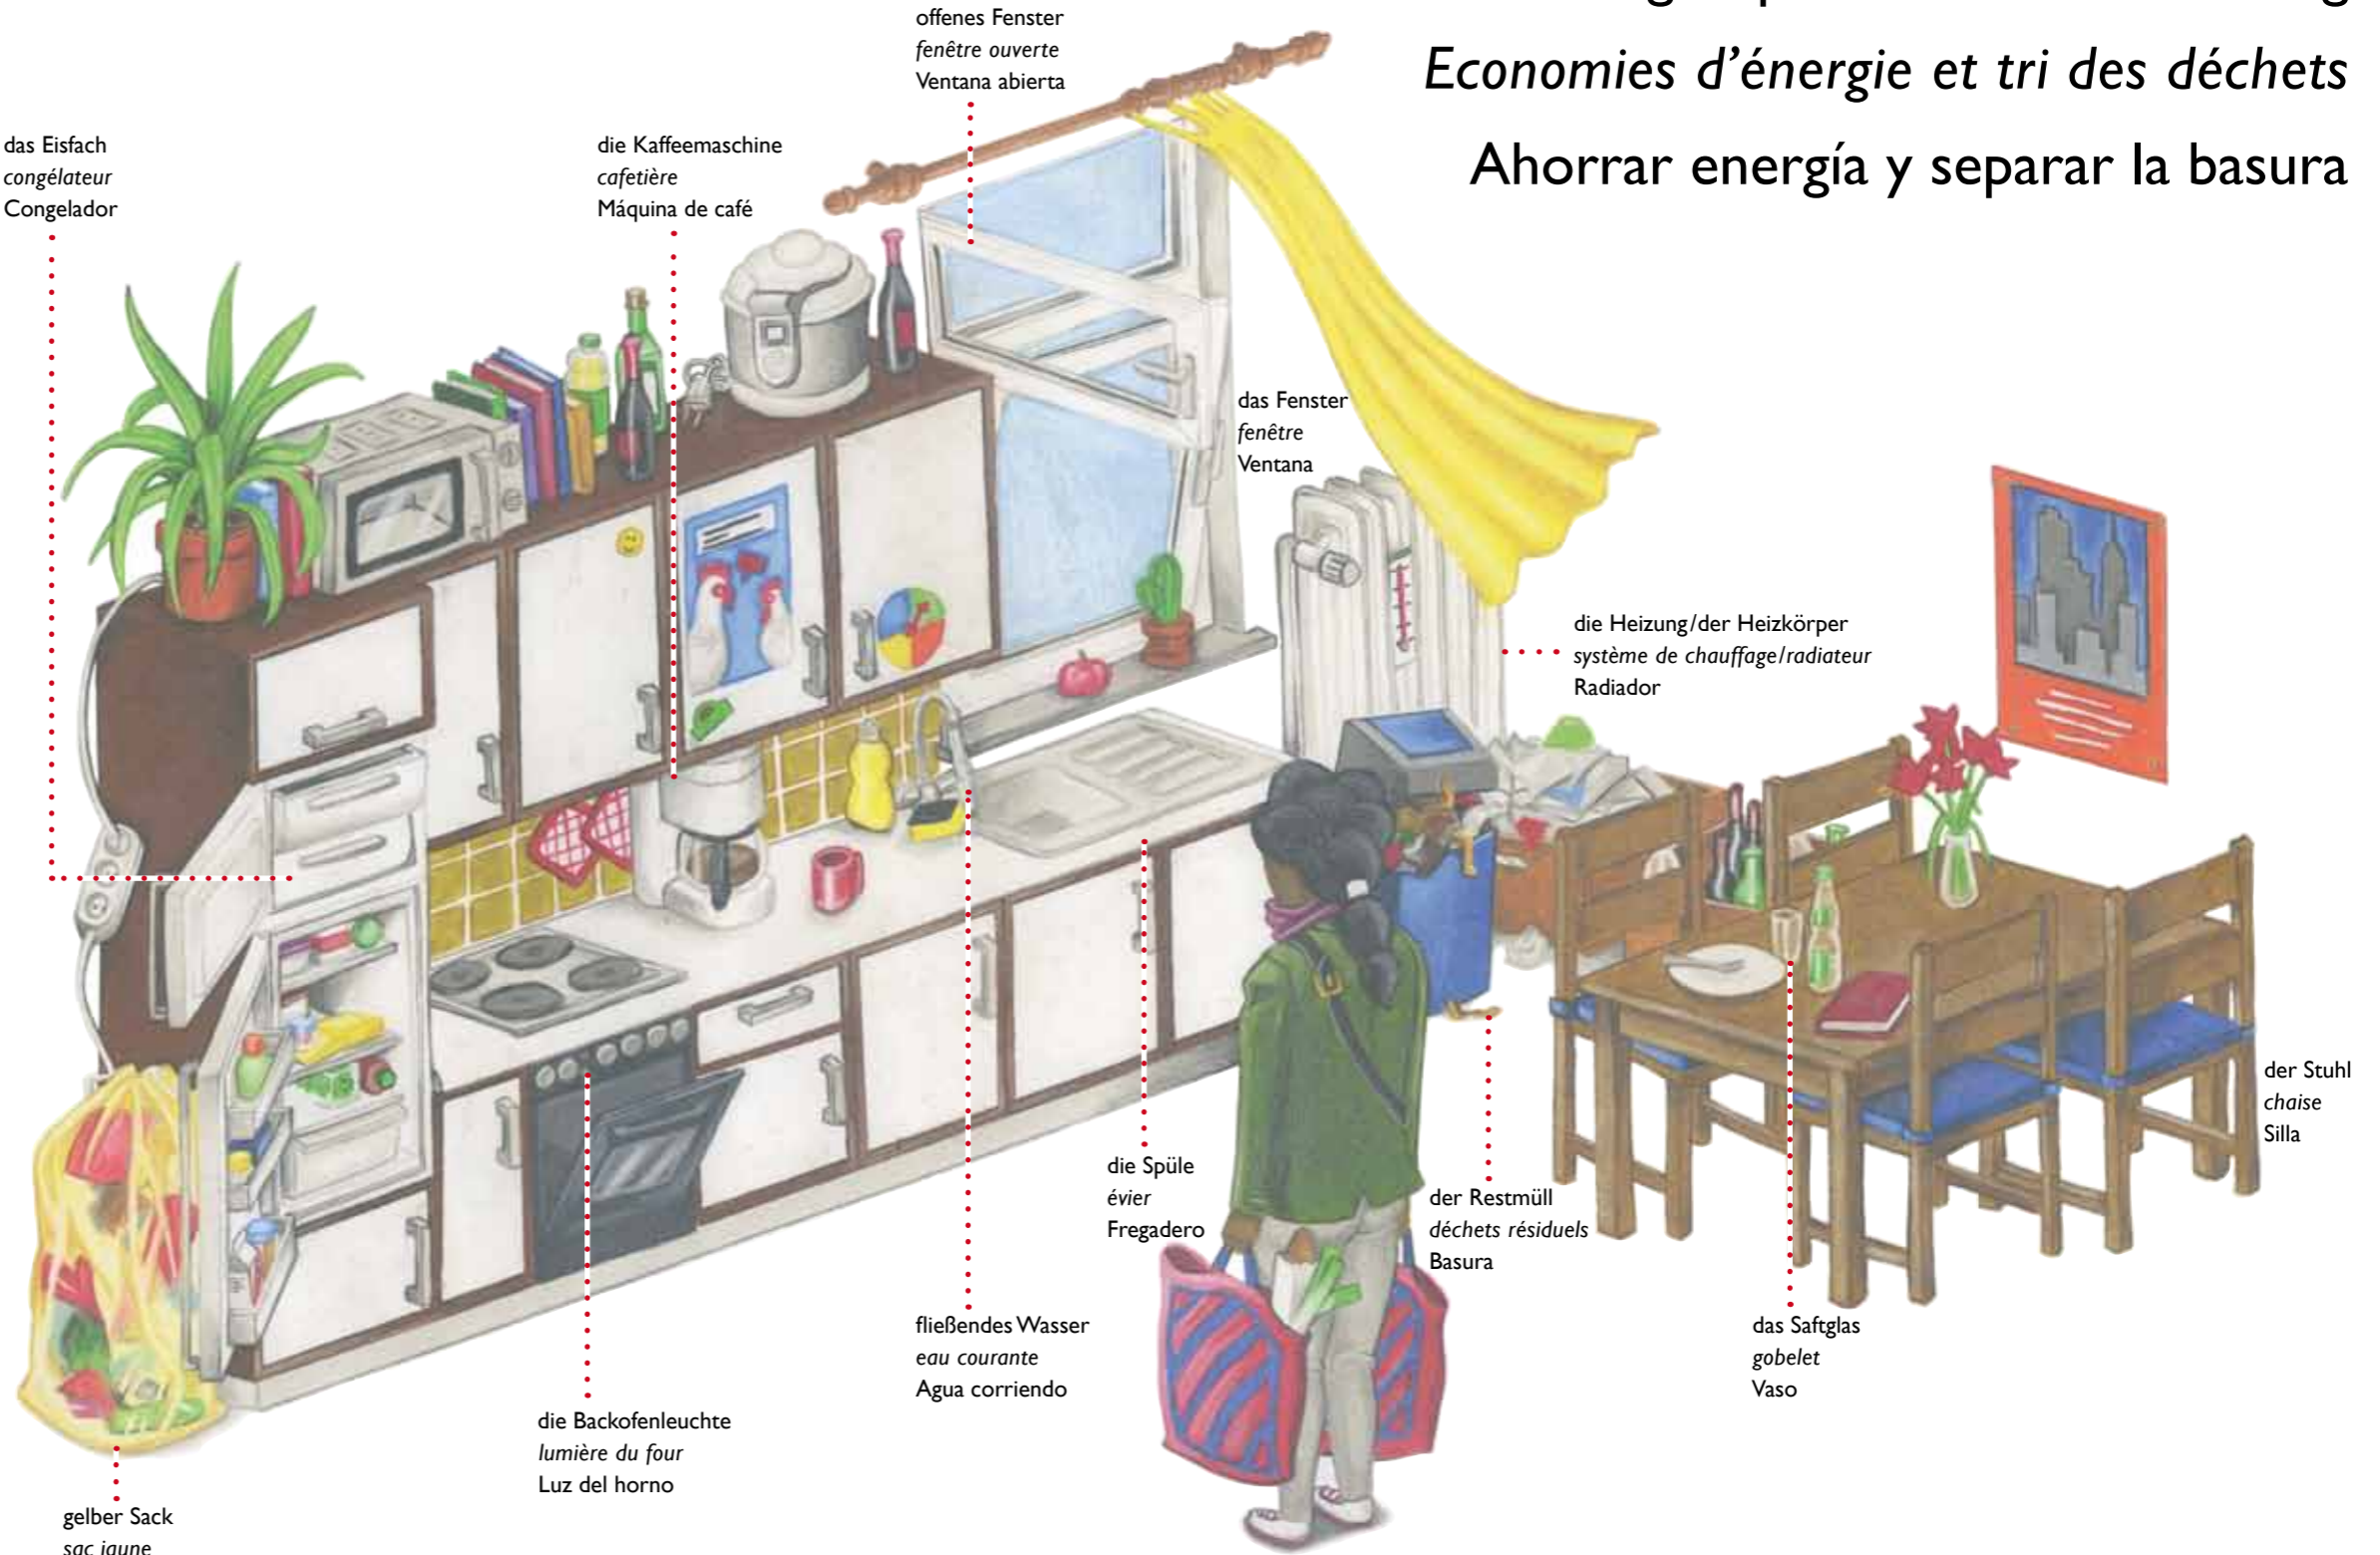 Economies d’énergie et tri des déchets
Ahorrar energía y separar la basura
offenes Fenster
fenêtre ouverte
Ventana abierta
das Eisfach
congélateur
Congelador
die Kaffeemaschine
cafetière
Máquina de café
das Fenster
fenêtre
Ventana
die Heizung/der Heizkörper
système de chauffage/radiateur
Radiador
der Stuhl
chaise
Silla
die Spüle
évier
Fregadero
der Restmüll
déchets résiduels
Basura
fließendes Wasser
eau courante
Agua corriendo
das Saftglas
gobelet
Vaso
die Backofenleuchte
lumière du four
Luz del horno
gelber Sack
sac jaune